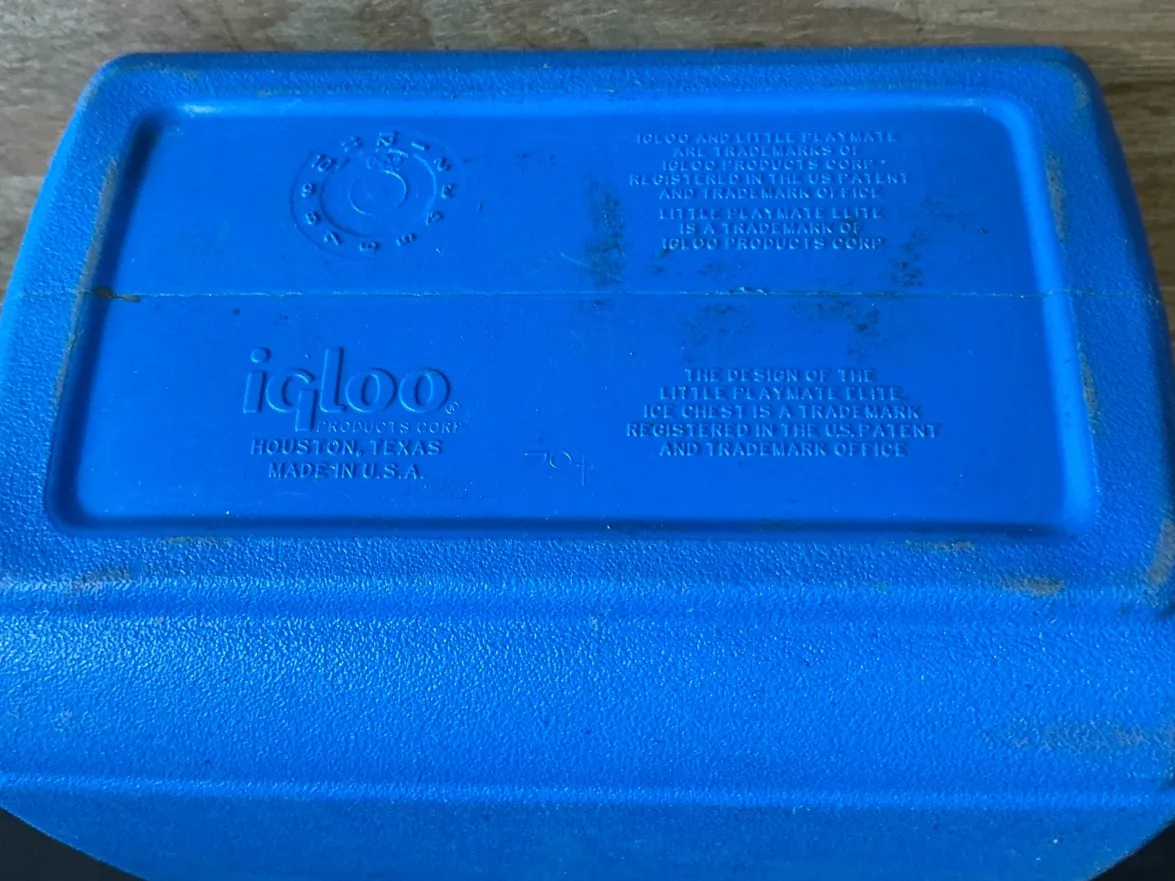 IGLOO AND LITTLE PLAYMATE
ARE TRADEMARKS OF
IGLOO PRODUCTS CORP.
REGISTERED IN THE US PATENT
AND TRADEMARK OFFICE
LITTLE PLAYMATE ELITE
IS A TRADEMARK OF
IGLOO PRODUCTS CORP
igloo®
PRODUCTS CORP
HOUSTON, TEXAS
MADE IN U.S.A.
THE DESIGN OF THE
LITTLE PLAYMATE ELITE
ICE CHEST IS A TRADEMARK
REGISTERED IN THE U.S. PATENT
AND TRADEMARK OFFICE